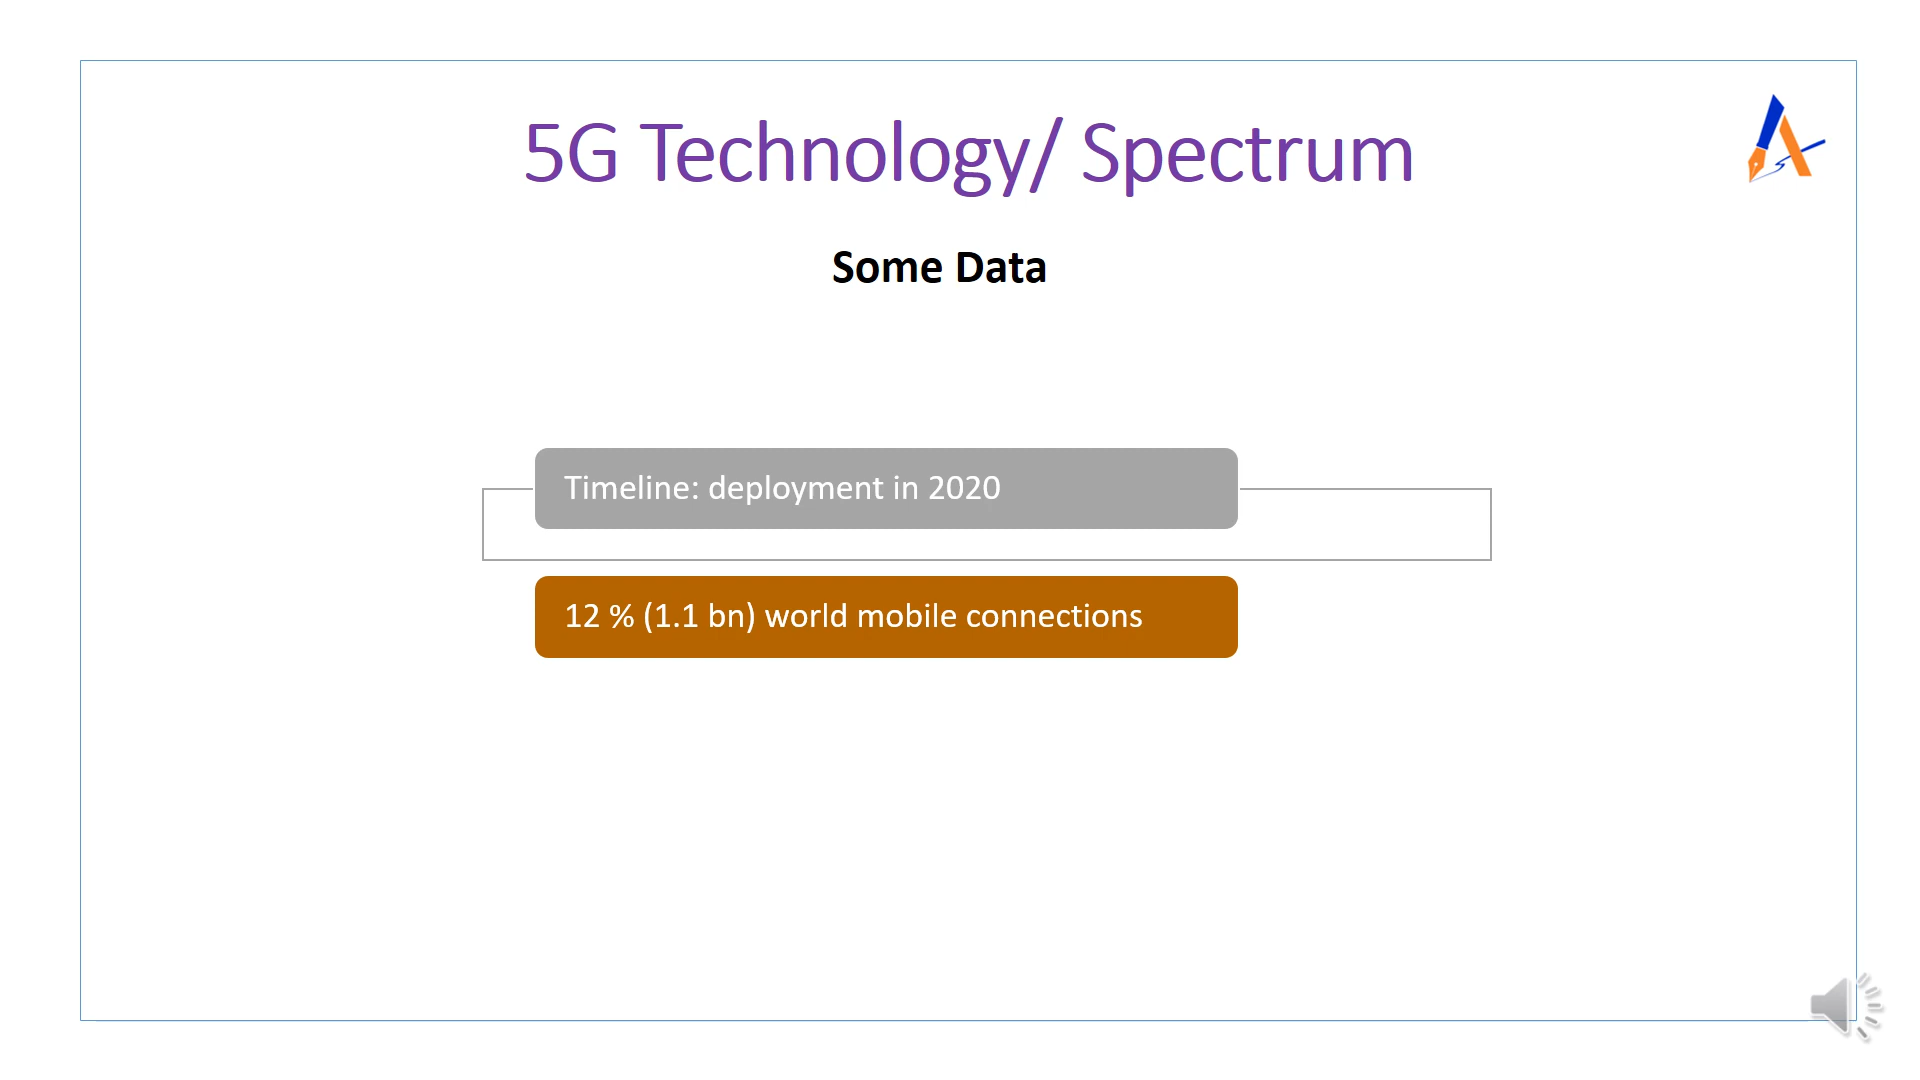 5G Technology/ Spectrum
Some Data
Timeline: deployment in 2020
12 % (1.1 bn) world mobile connections